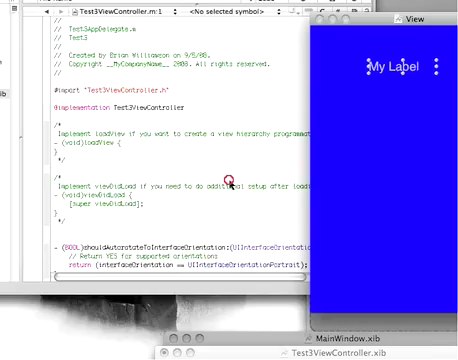 Test3ViewController.m:1
<No selected symbol>
View
//
//  Test3AppDelegate.m
//  Test3
//
//  Created by Brian Williamson on 9/5/08.
//  Copyright __MyCompanyName__ 2008. All rights reserved.
//
#import "Test3ViewController.h"
@implementation Test3ViewController
/*
Implement loadView if you want to create a view hierarchy programmat
- (void)loadView {
}
*/
/*
Implement viewDidLoad if you need to do additional setup after loadi
- (void)viewDidLoad {
[super viewDidLoad];
}
*/
- (BOOL)shouldAutorotateToInterfaceOrientation:(UIInterfaceOrientatio
// Return YES for supported orientations
return (interfaceOrientation == UIInterfaceOrientationPortrait);
}
My Label
ib
MainWindow.xib
Test3ViewController.xib